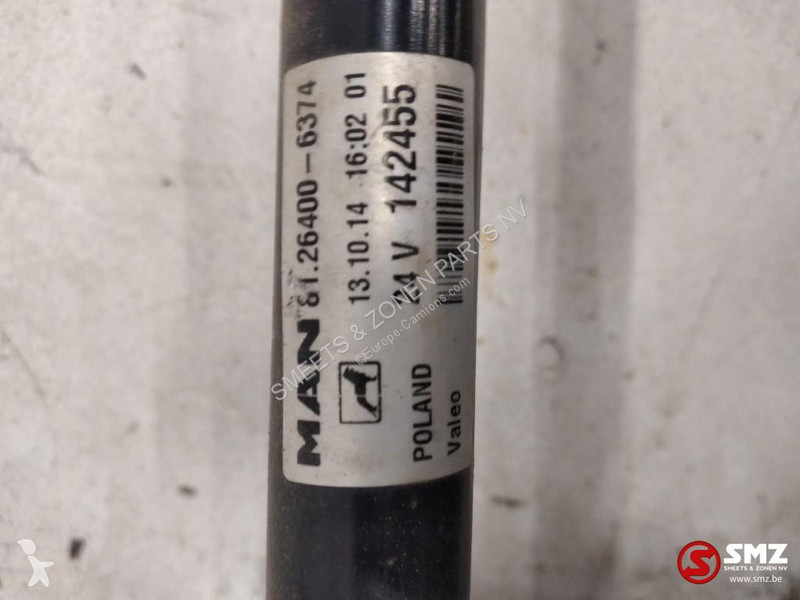 MAN 81.26400-6374
13.10.14 16:02 01
24 V 142455
POLAND
Valeo
SMEETS & ZONEN PARTS NV
©Europe-Camions.com
SMZ
SMEETS & ZONEN NV
www.smz.be